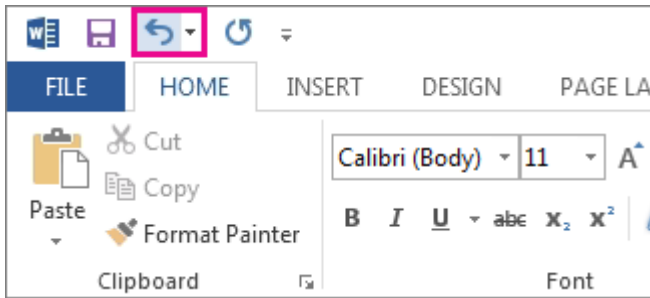 FILE HOME INSERT DESIGN PAGE LA
Cut
Calibri (Body) 11 A
Copy
Paste
B I U abc X₂ X²
Format Painter
Clipboard Font